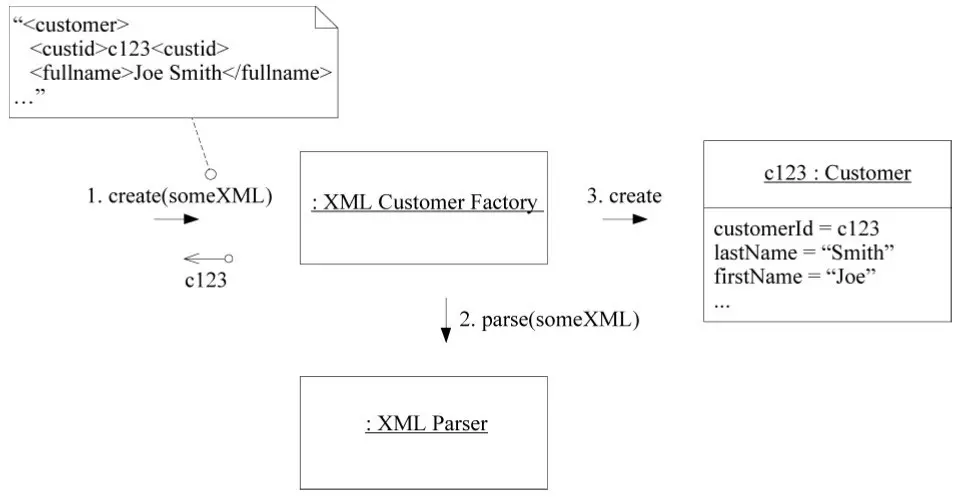 “<customer>
<custid>c123<custid>
<fullname>Joe Smith</fullname>
…”
1. create(someXML)
c123
: XML Customer Factory
3. create
c123 : Customer
customerId = c123
lastName = “Smith”
firstName = “Joe”
...
2. parse(someXML)
: XML Parser